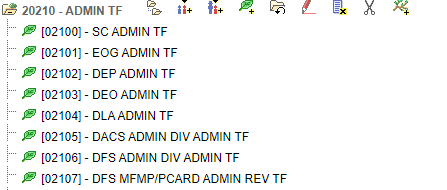 20210 - ADMIN TF
[02100] - SC ADMIN TF
[02101] - EOG ADMIN TF
[02102] - DEP ADMIN TF
[02103] - DEO ADMIN TF
[02104] - DLA ADMIN TF
[02105] - DACS ADMIN DIV ADMIN TF
[02106] - DFS ADMIN DIV ADMIN TF
[02107] - DFS MFMP/PCARD ADMIN REV TF